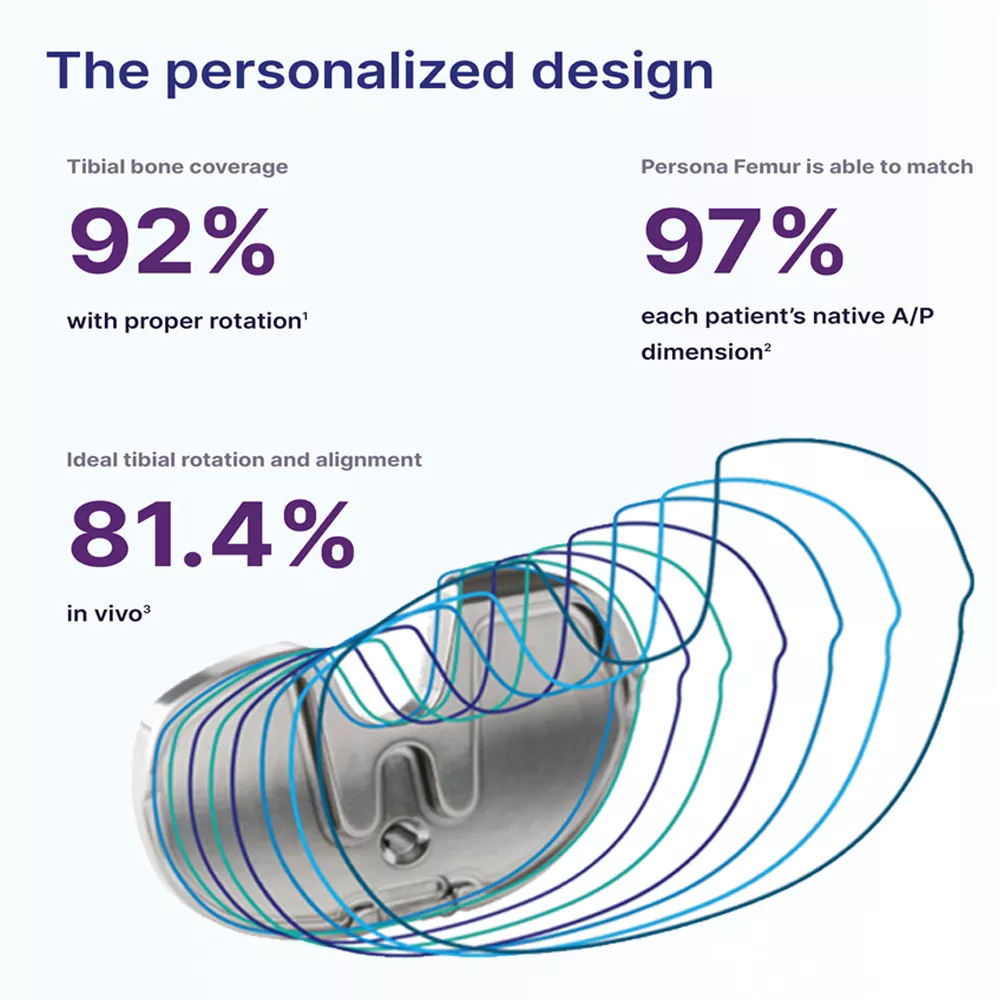 The personalized design
Tibial bone coverage
92%
with proper rotation¹
Persona Femur is able to match
97%
each patient’s native A/P
dimension²
Ideal tibial rotation and alignment
81.4%
in vivo³